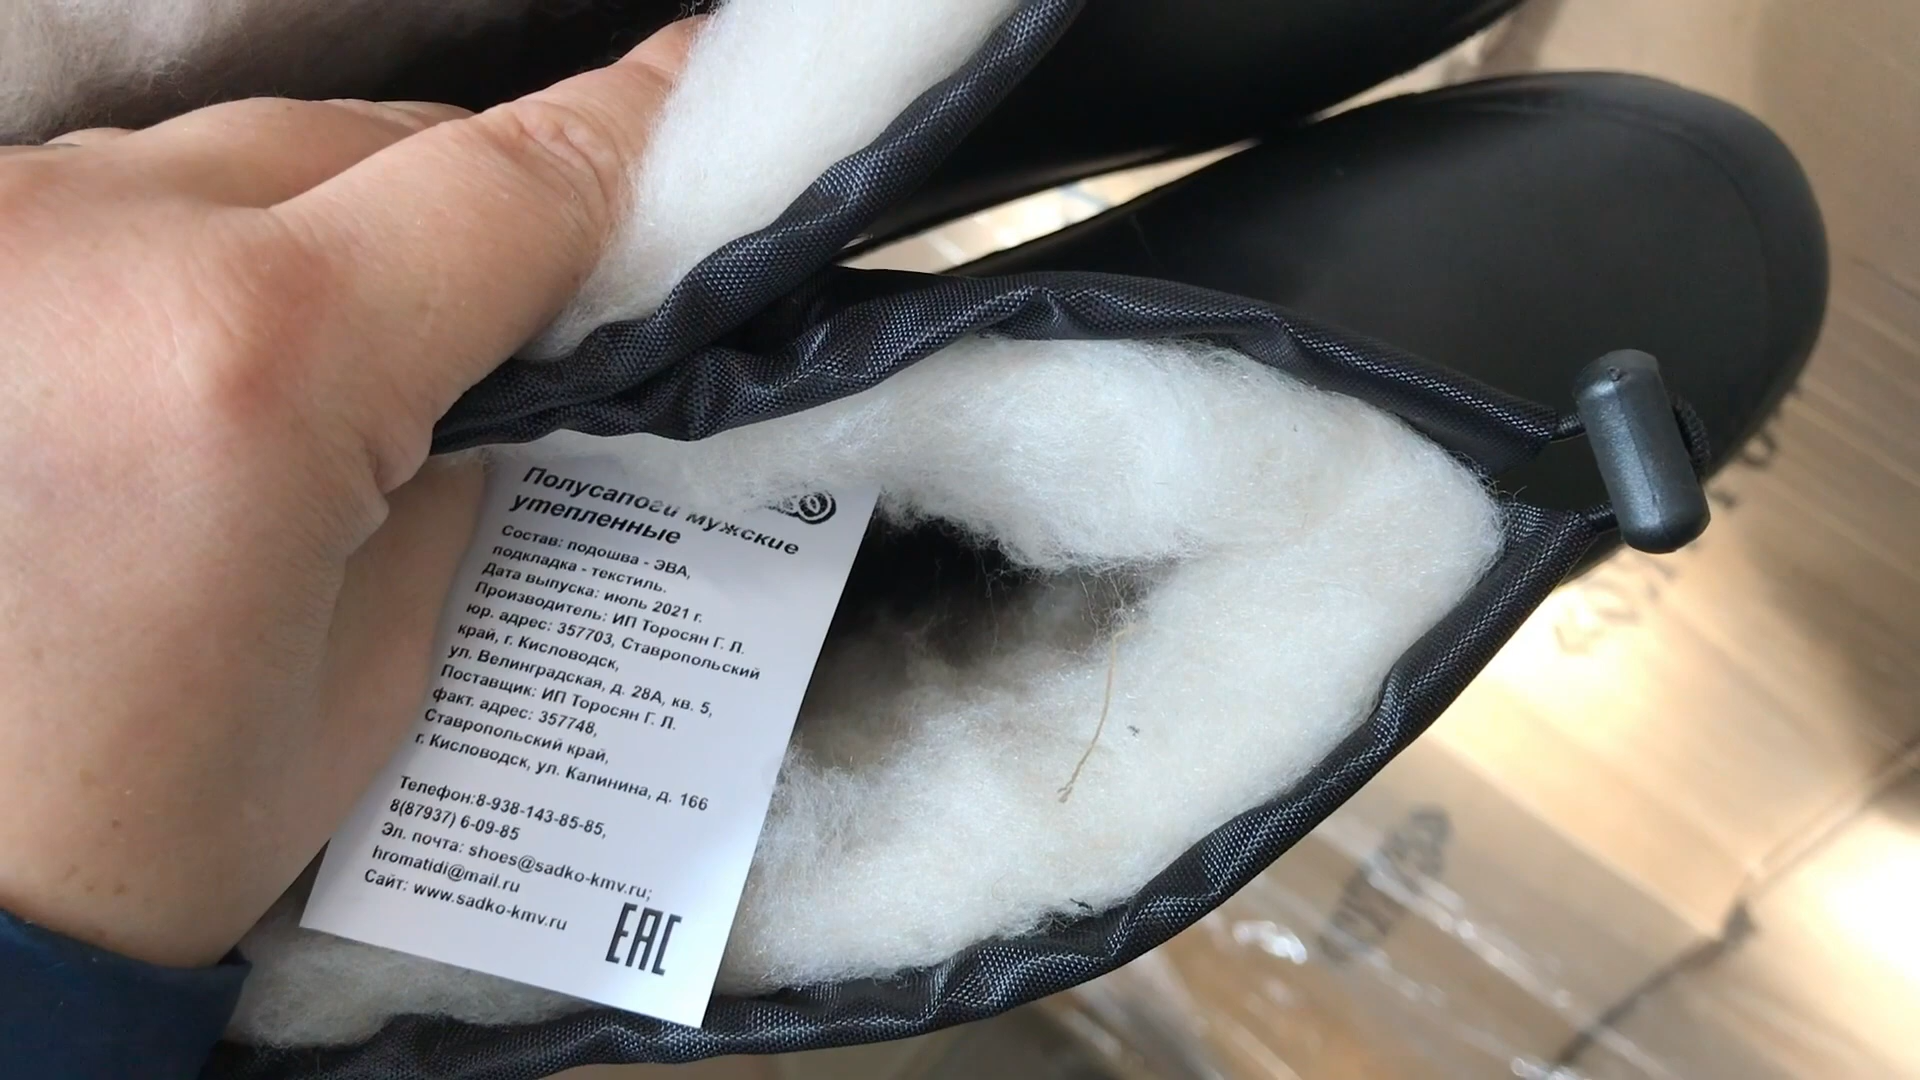 Полусапоги мужские
утепленные
Состав: подошва - ЭВА,
подкладка - текстиль.
Дата выпуска: июль 2021 г.
Производитель: ИП Торосян Г. Л.
юр. адрес: 357703, Ставропольский
край, г. Кисловодск,
ул. Велинградская, д. 28А, кв. 5,
Поставщик: ИП Торосян Г. Л.
факт. адрес: 357748,
Ставропольский край,
г. Кисловодск, ул. Калинина, д. 166
Телефон:8-938-143-85-85,
8(87937) 6-09-85
Эл. почта: shoes@sadko-kmv.ru;
hromatidi@mail.ru
Сайт: www.sadko-kmv.ru
ЕАС